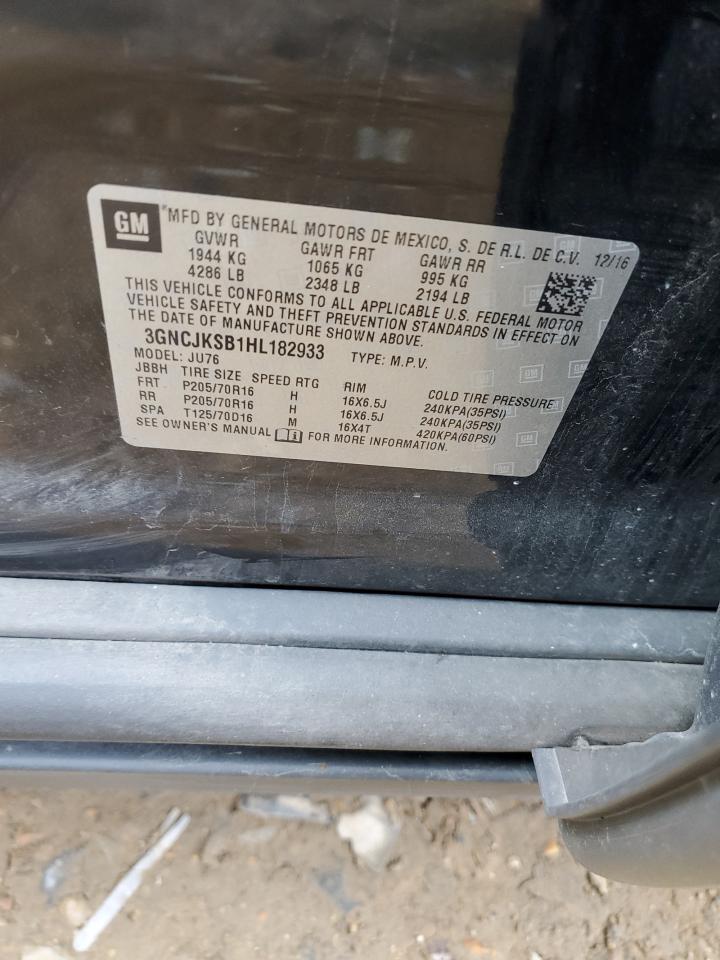 GM
MFD BY GENERAL MOTORS DE MEXICO, S. DE R.L. DE C.V. 12/16
GVWR GAWR FRT GAWR RR
1944 KG 1065 KG 995 KG
4286 LB 2348 LB 2194 LB
THIS VEHICLE CONFORMS TO ALL APPLICABLE U.S. FEDERAL MOTOR
VEHICLE SAFETY AND THEFT PREVENTION STANDARDS IN EFFECT ON
THE DATE OF MANUFACTURE SHOWN ABOVE.
3GNCJKSB1HL182933 TYPE: M.P.V.
MODEL: JU76
JBBH TIRE SIZE SPEED RTG RIM COLD TIRE PRESSURE
FRT P205/70R16 H 16X6.5J 240KPA(35PSI)
RR P205/70R16 H 16X6.5J 240KPA(35PSI)
SPA T125/70D16 M 16X4T 420KPA(60PSI)
SEE OWNER'S MANUAL FOR MORE INFORMATION.